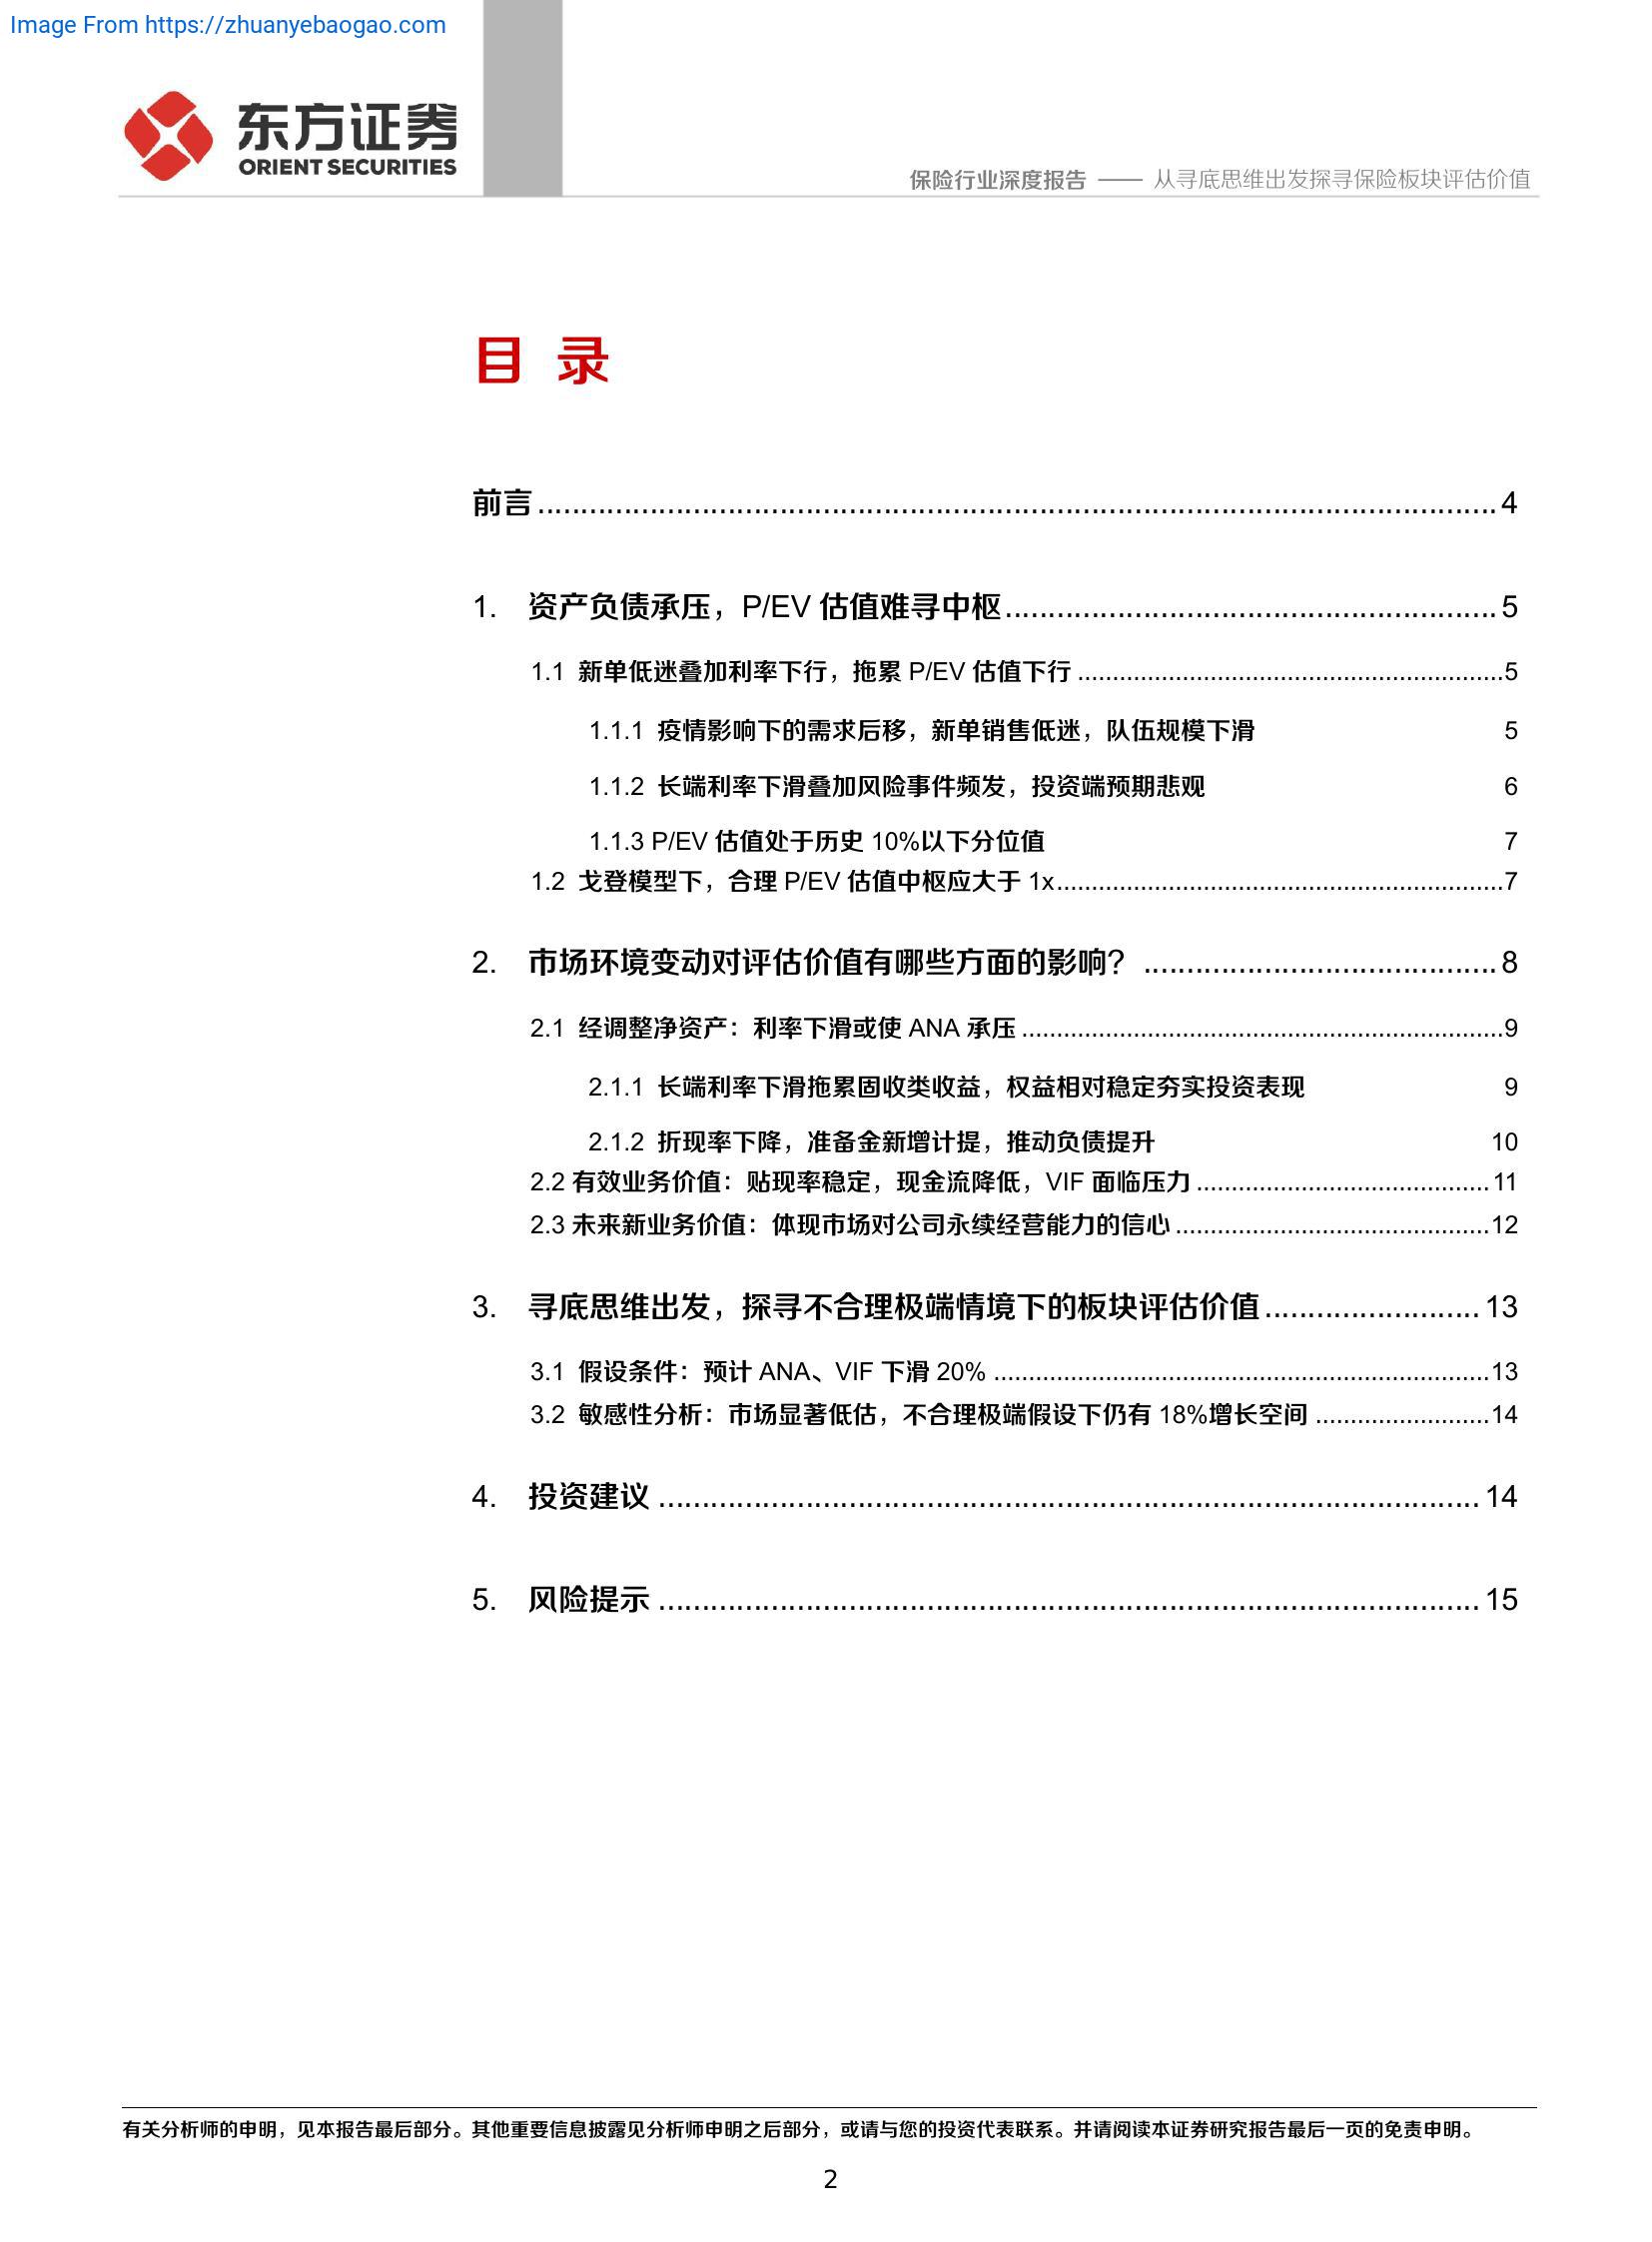 Image From https://zhuanyebaogao.com
东方证券
ORIENT SECURITIES
保险行业深度报告 —— 从寻底思维出发探寻保险板块评估价值
目 录
前言 ........ 4
1. 资产负债承压，P/EV 估值难寻中枢 ........ 5
1.1 新单低迷叠加利率下行，拖累 P/EV 估值下行 ........ 5
1.1.1 疫情影响下的需求后移，新单销售低迷，队伍规模下滑 5
1.1.2 长端利率下滑叠加风险事件频发，投资端预期悲观 6
1.1.3 P/EV 估值处于历史 10%以下分位值 7
1.2 戈登模型下，合理 P/EV 估值中枢应大于 1x ........ 7
2. 市场环境变动对评估价值有哪些方面的影响？ ........ 8
2.1 经调整净资产：利率下滑或使 ANA 承压 ........ 9
2.1.1 长端利率下滑拖累固收类收益，权益相对稳定夯实投资表现 9
2.1.2 折现率下降，准备金新增计提，推动负债提升 10
2.2 有效业务价值：贴现率稳定，现金流降低，VIF 面临压力 ........ 11
2.3 未来新业务价值：体现市场对公司永续经营能力的信心 ........ 12
3. 寻底思维出发，探寻不合理极端情境下的板块评估价值 ........ 13
3.1 假设条件：预计 ANA、VIF 下滑 20% ........ 13
3.2 敏感性分析：市场显著低估，不合理极端假设下仍有 18%增长空间 ........ 14
4. 投资建议 ........ 14
5. 风险提示 ........ 15
有关分析师的申明，见本报告最后部分。其他重要信息披露见分析师申明之后部分，或请与您的投资代表联系。并请阅读本证券研究报告最后一页的免责申明。
2